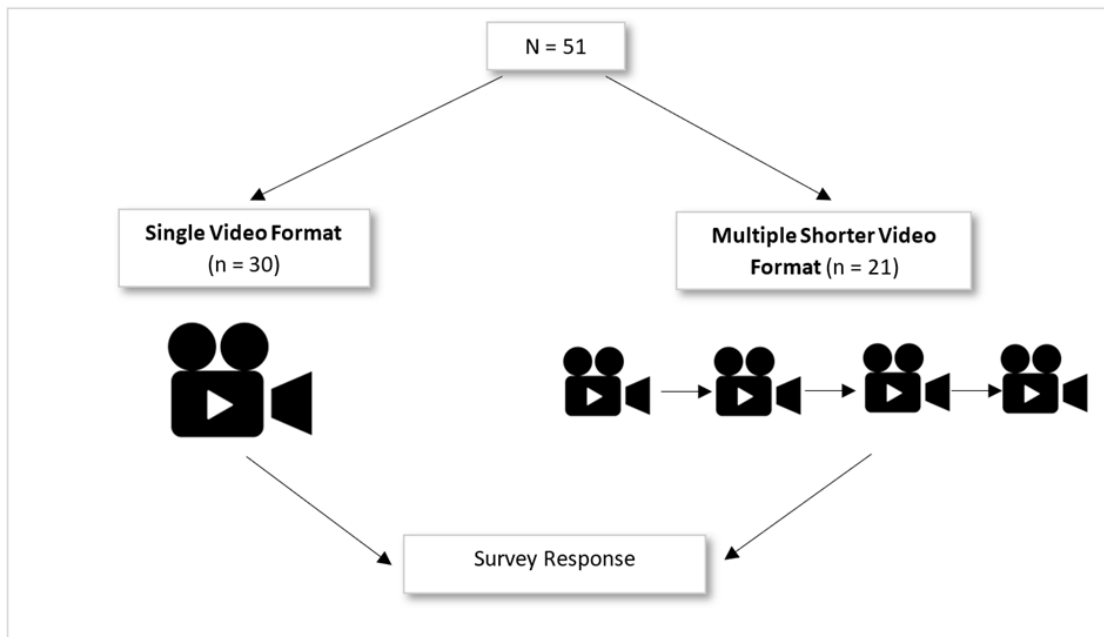 N = 51
Single Video Format
(n = 30)
Multiple Shorter Video
Format (n = 21)
Survey Response